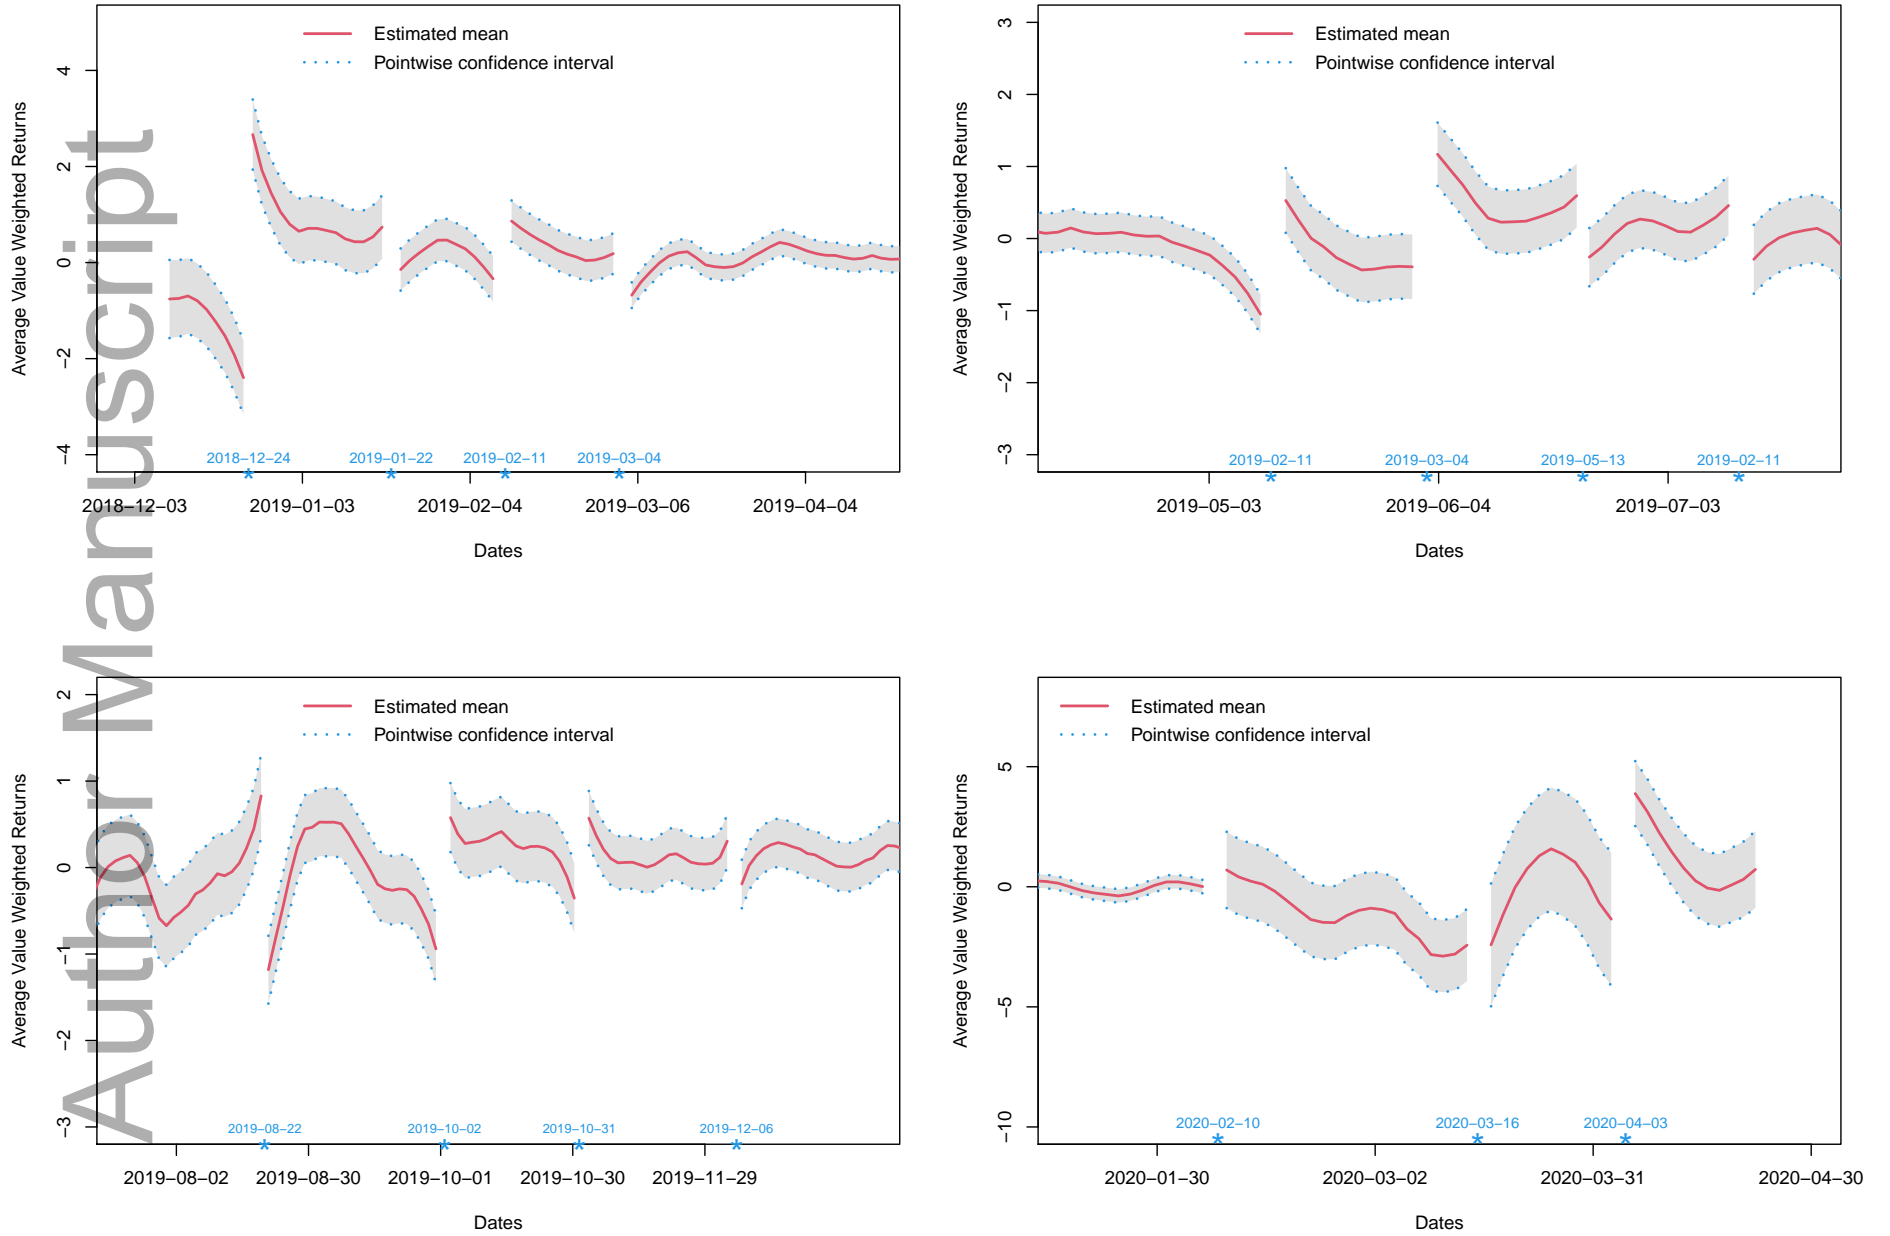 Author Manuscript
Estimated mean
Pointwise confidence interval
Average Value Weighted Returns
4
2
0
−2
−4
2018−12−24 2019−01−22 2019−02−11 2019−03−04
* * * *
2018−12−03 2019−01−03 2019−02−04 2019−03−06 2019−04−04
Dates
Estimated mean
Pointwise confidence interval
Average Value Weighted Returns
3
2
1
0
−1
−2
−3
2019−02−11 2019−03−04 2019−05−13 2019−02−11
* * * *
2019−05−03 2019−06−04 2019−07−03
Dates
Estimated mean
Pointwise confidence interval
Average Value Weighted Returns
2
1
0
−1
−2
−3
2019−08−22 2019−10−02 2019−10−31 2019−12−06
* * * *
2019−08−02 2019−08−30 2019−10−01 2019−10−30 2019−11−29
Dates
Estimated mean
Pointwise confidence interval
Average Value Weighted Returns
5
0
−5
−10
2020−02−10 2020−03−16 2020−04−03
* * *
2020−01−30 2020−03−02 2020−03−31 2020−04−30
Dates